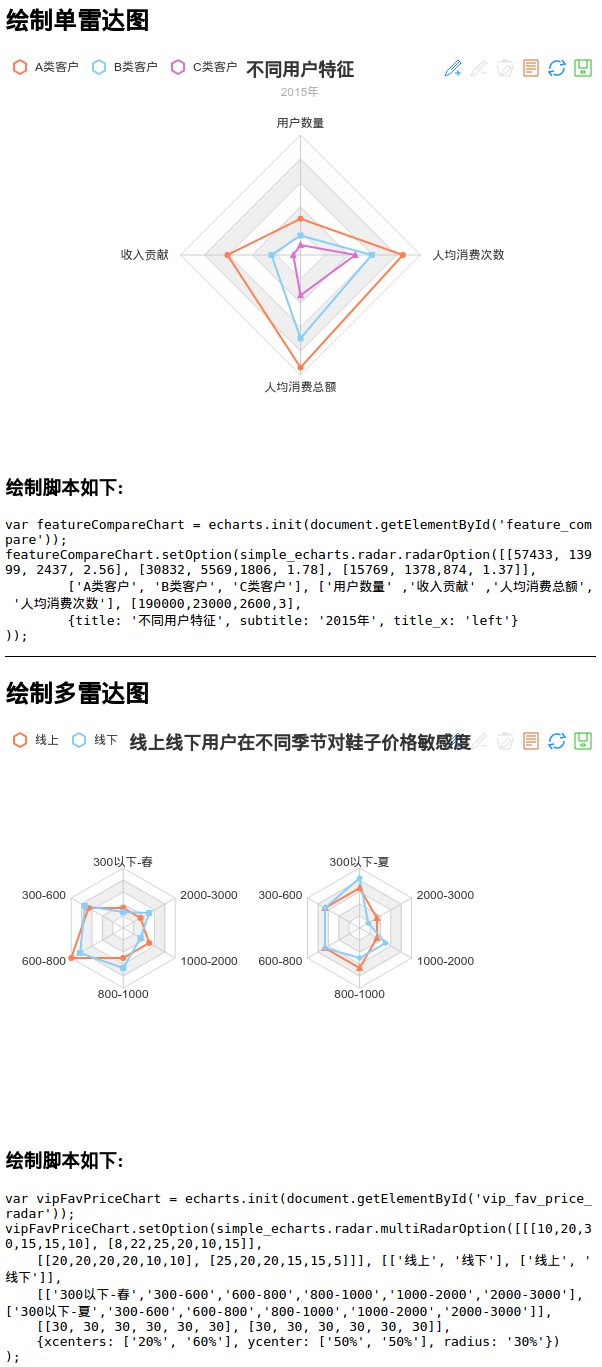 绘制单雷达图
A类客户 B类客户 C类客户 不同用户特征
2015年
用户数量
收入贡献 人均消费次数
人均消费总额
绘制脚本如下:
var featureCompareChart = echarts.init(document.getElementById('feature_com
pare'));
featureCompareChart.setOption(simple_echarts.radar.radarOption([[57433, 139
99, 2437, 2.56], [30832, 5569,1806, 1.78], [15769, 1378,874, 1.37]],
['A类客户', 'B类客户', 'C类客户'], ['用户数量' ,'收入贡献' ,'人均消费总额',
'人均消费次数'], [190000,23000,2600,3],
{title: '不同用户特征', subtitle: '2015年', title_x: 'left'}
));
绘制多雷达图
线上 线下 线上线下用户在不同季节对鞋子价格敏感度
300以下-春 300以下-夏
300-600 2000-3000 300-600 2000-3000
600-800 1000-2000 600-800 1000-2000
800-1000 800-1000
绘制脚本如下:
var vipFavPriceChart = echarts.init(document.getElementById('vip_fav_price_
radar'));
vipFavPriceChart.setOption(simple_echarts.radar.multiRadarOption([[[10,20,3
0,15,15,10], [8,22,25,20,10,15]],
[[20,20,20,20,10,10], [25,20,20,15,15,5]]], [['线上', '线下'], ['线上', '
线下']],
[['300以下-春','300-600','600-800','800-1000','1000-2000','2000-3000'],
['300以下-夏','300-600','600-800','800-1000','1000-2000','2000-3000']],
[[30, 30, 30, 30, 30, 30], [30, 30, 30, 30, 30, 30]],
{xcenters: ['20%', '60%'], ycenter: ['50%', '50%'], radius: '30%'})
);